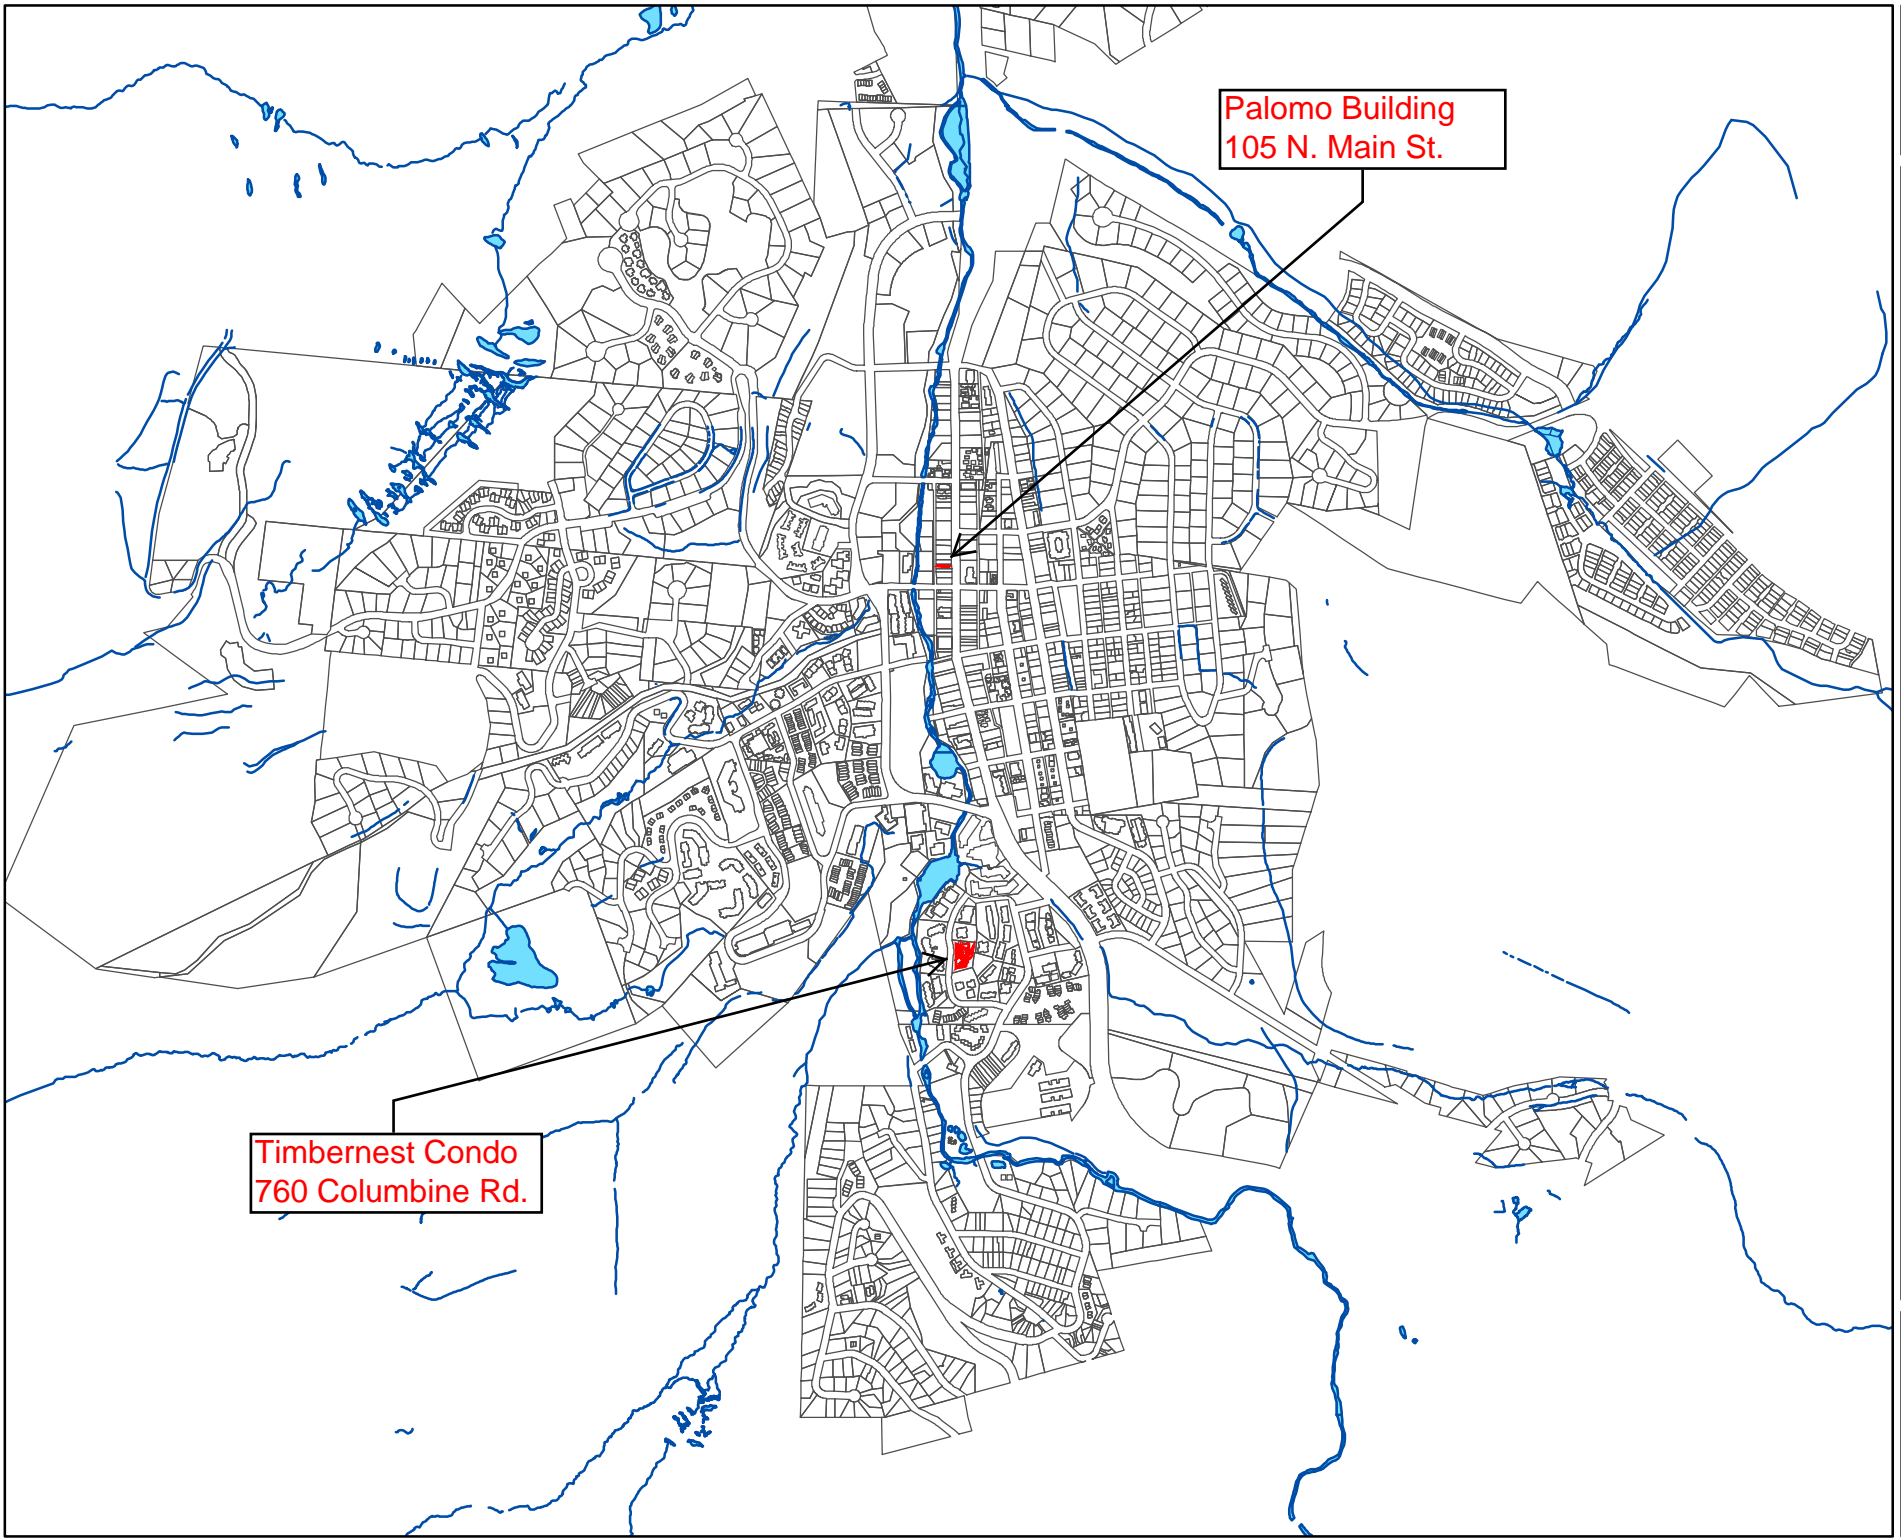 Palomo Building
105 N. Main St.
Timbernest Condo
760 Columbine Rd.